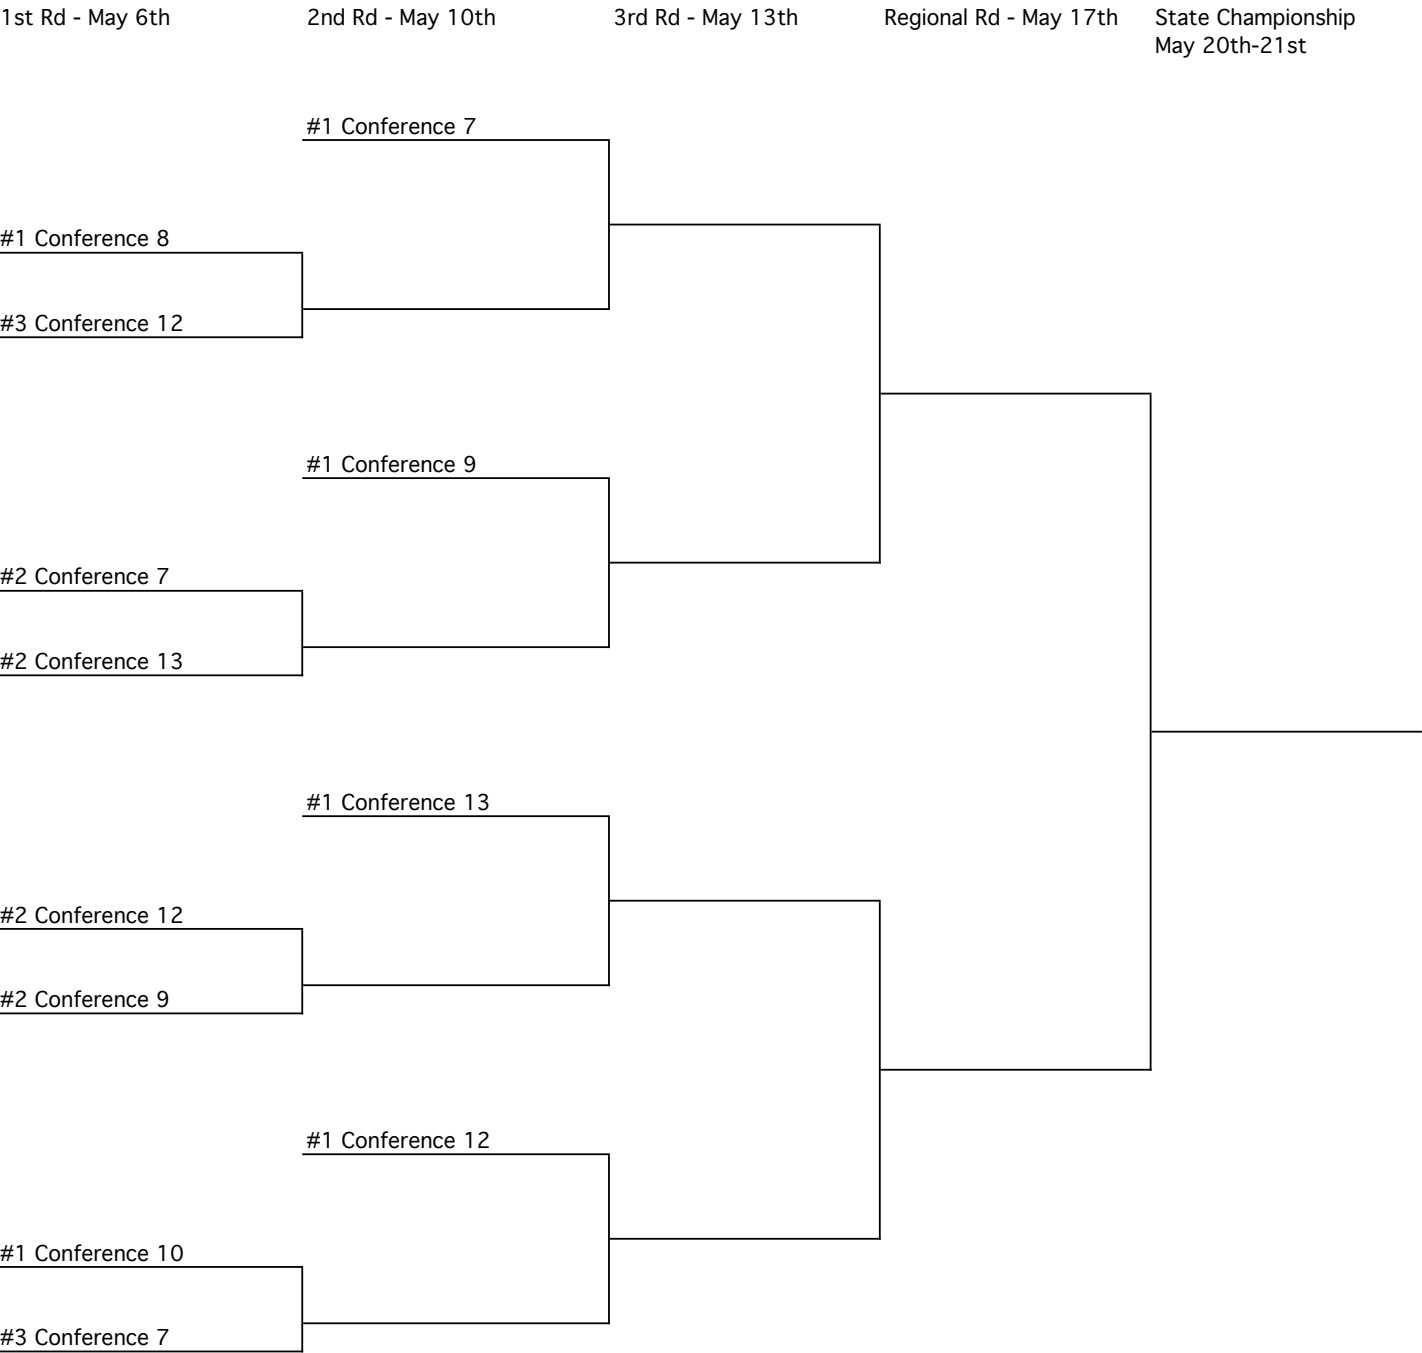 1st Rd - May 6th
2nd Rd - May 10th
3rd Rd - May 13th
Regional Rd - May 17th
State Championship
May 20th-21st
#1 Conference 7
#1 Conference 8
#3 Conference 12
#1 Conference 9
#2 Conference 7
#2 Conference 13
#1 Conference 13
#2 Conference 12
#2 Conference 9
#1 Conference 12
#1 Conference 10
#3 Conference 7